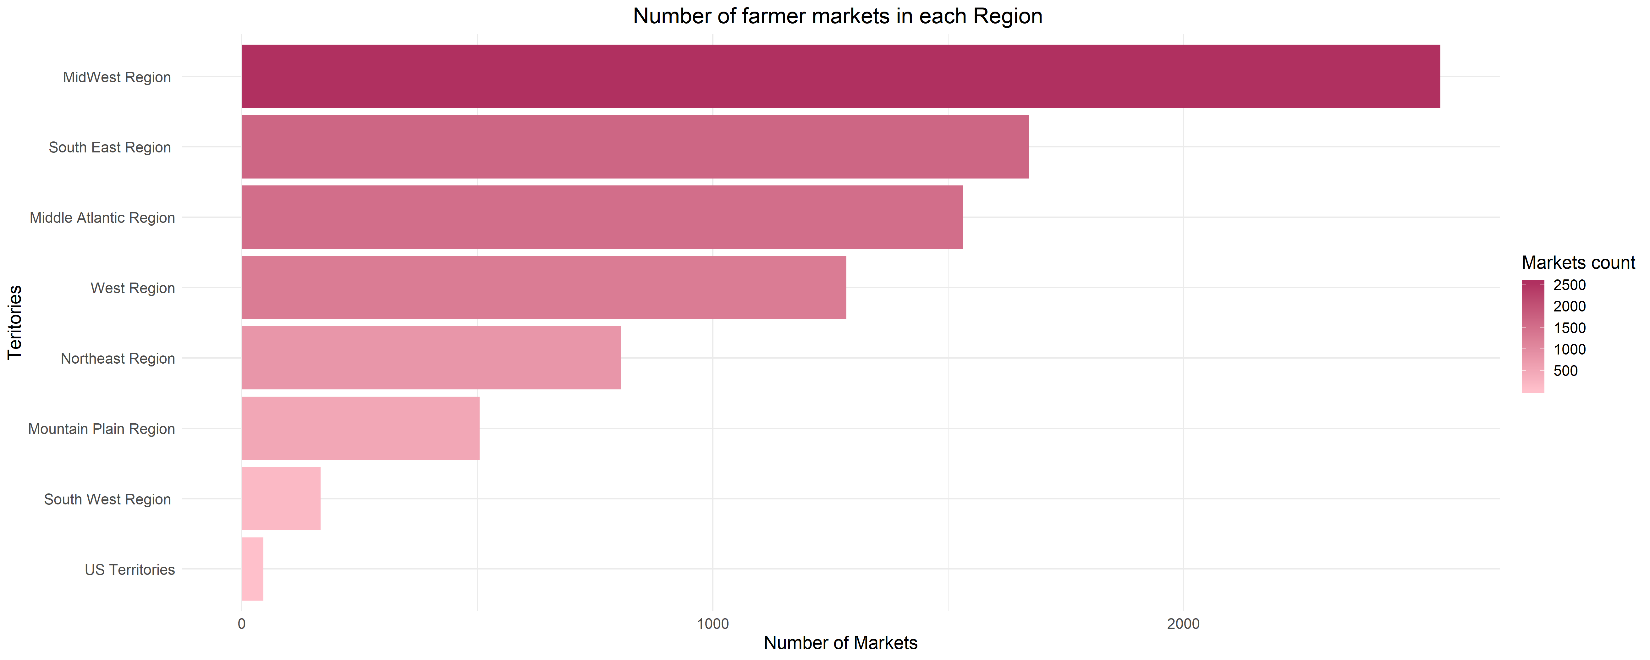 Number of farmer markets in each Region
Teritories
MidWest Region
South East Region
Middle Atlantic Region
West Region
Northeast Region
Mountain Plain Region
South West Region
US Territories
0
1000
2000
Number of Markets
Markets count
2500
2000
1500
1000
500